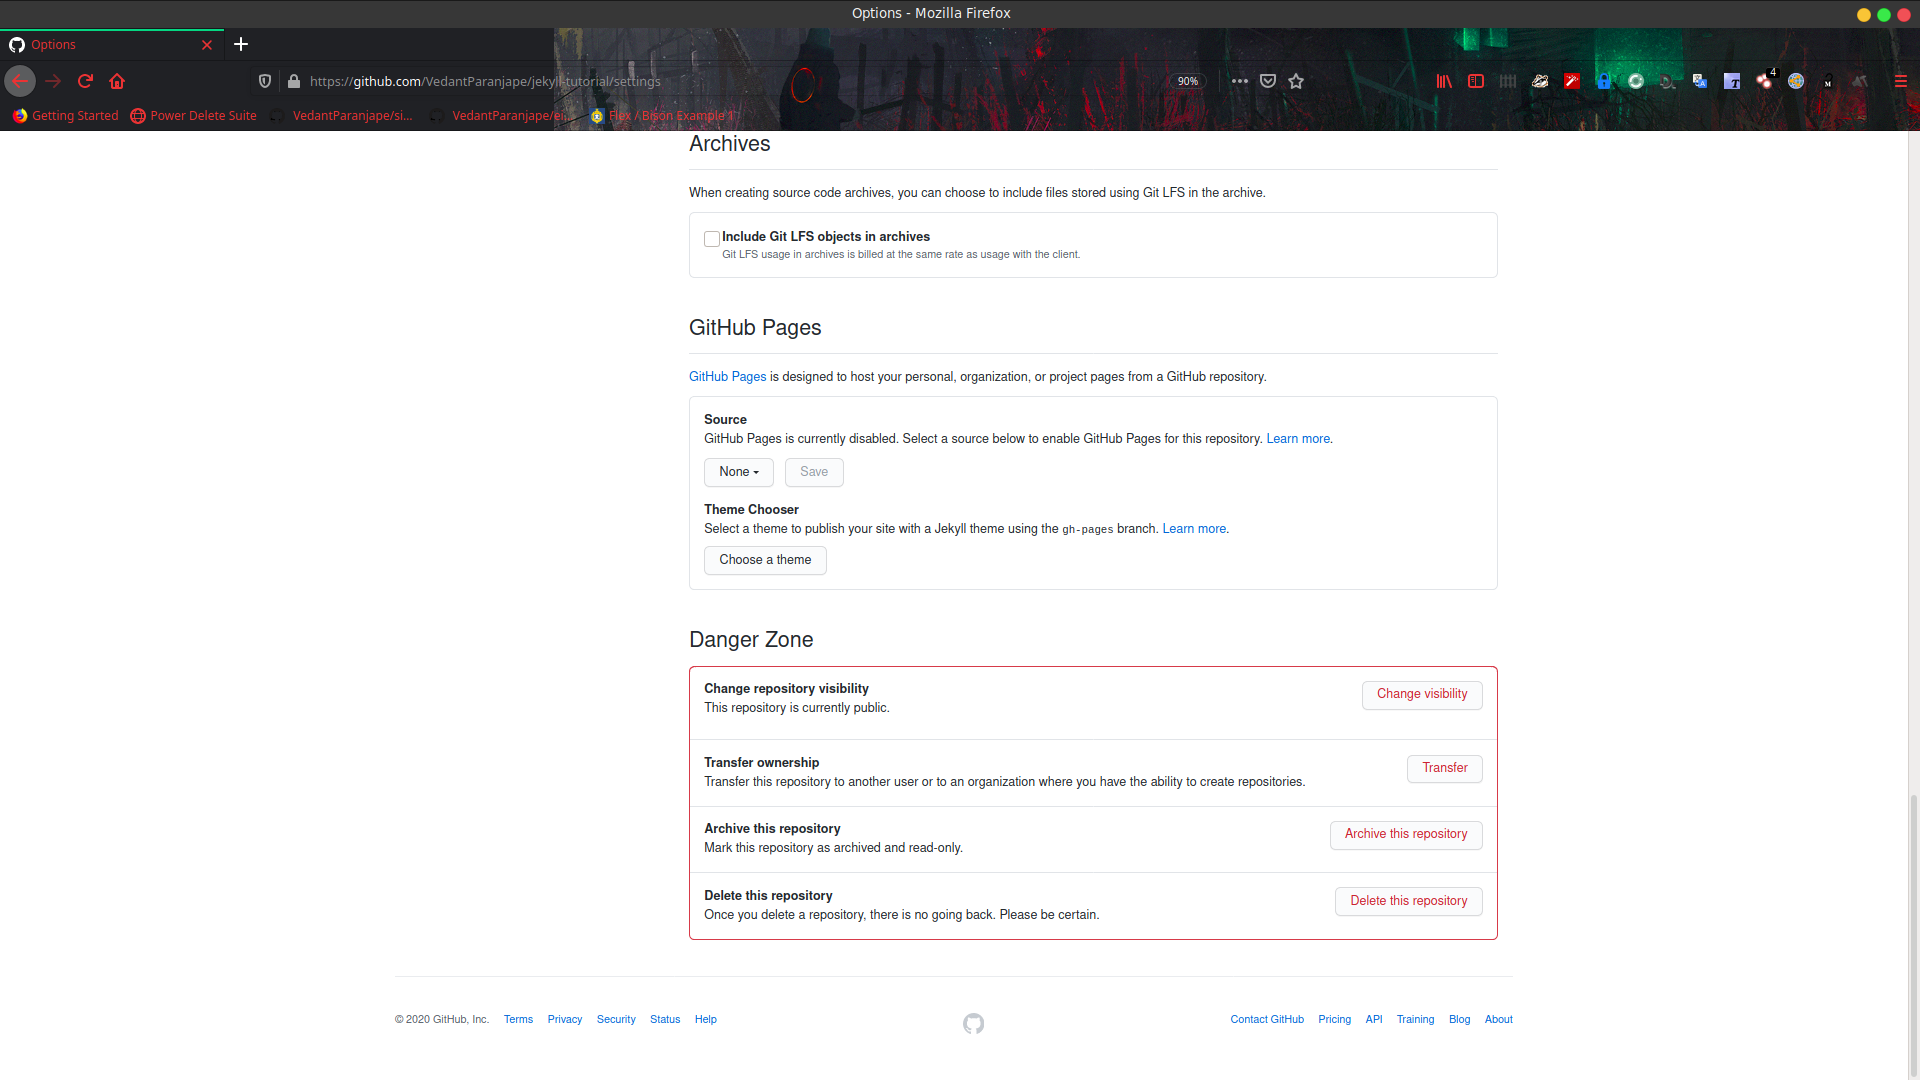 Options - Mozilla Firefox
Options
https://github.com/VedantParanjape/jekyll-tutorial/settings
90%
4
Getting Started
Power Delete Suite
VedantParanjape/si...
VedantParanjape/ei...
Flex / Bison Example 1
Archives
When creating source code archives, you can choose to include files stored using Git LFS in the archive.
Include Git LFS objects in archives
Git LFS usage in archives is billed at the same rate as usage with the client.
GitHub Pages
GitHub Pages is designed to host your personal, organization, or project pages from a GitHub repository.
Source
GitHub Pages is currently disabled. Select a source below to enable GitHub Pages for this repository. Learn more.
None
Save
Theme Chooser
Select a theme to publish your site with a Jekyll theme using the gh-pages branch. Learn more.
Choose a theme
Danger Zone
Change repository visibility
This repository is currently public.
Change visibility
Transfer ownership
Transfer this repository to another user or to an organization where you have the ability to create repositories.
Transfer
Archive this repository
Mark this repository as archived and read-only.
Archive this repository
Delete this repository
Once you delete a repository, there is no going back. Please be certain.
Delete this repository
© 2020 GitHub, Inc. Terms Privacy Security Status Help
Contact GitHub Pricing API Training Blog About